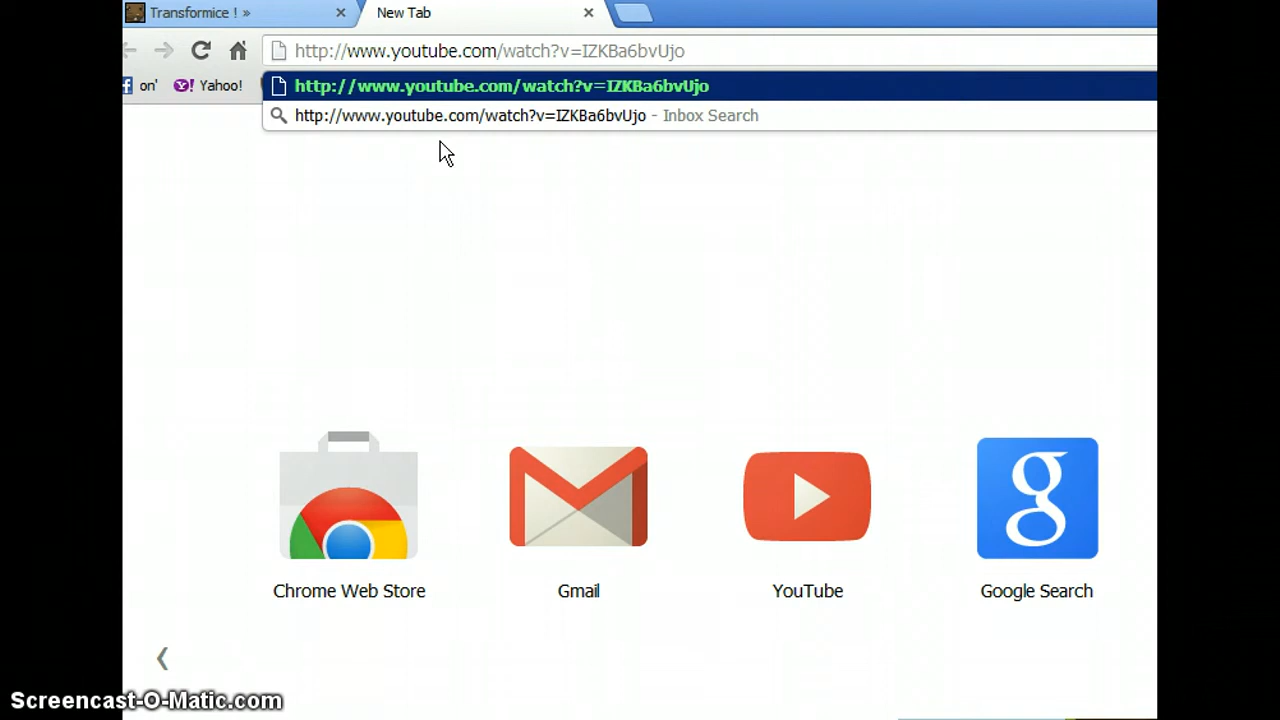 Transformice ! »
New Tab
http://www.youtube.com/watch?v=IZKBa6bvUjo
on'
Y! Yahoo!
http://www.youtube.com/watch?v=IZKBa6bvUjo
http://www.youtube.com/watch?v=IZKBa6bvUjo - Inbox Search
Chrome Web Store
Gmail
YouTube
g
Google Search
Screencast-O-Matic.com